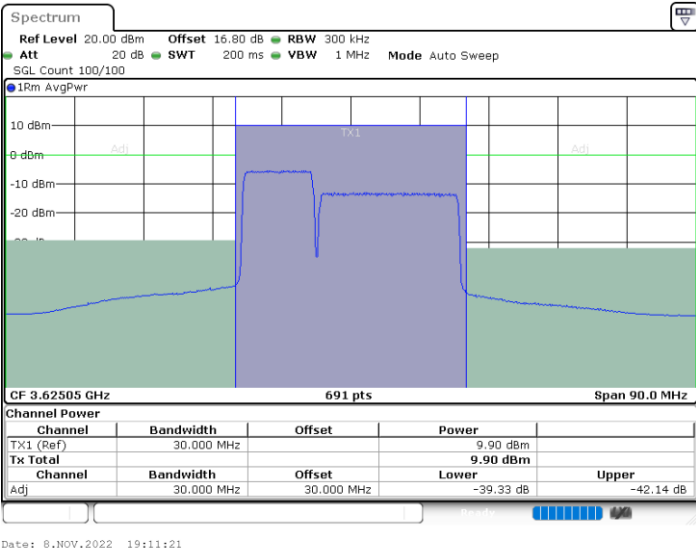 Spectrum
Ref Level 20.00 dBm Offset 16.80 dB RBW 300 kHz
Att 20 dB SWT 200 ms VBW 1 MHz Mode Auto Sweep
SGL Count 100/100
1Rm AvgPwr
10 dBm
TX1
Adj Adj
0 dBm
-10 dBm
-20 dBm
CF 3.62505 GHz 691 pts Span 90.0 MHz
Channel Power
Channel Bandwidth Offset Power
TX1 (Ref) 30.000 MHz 9.90 dBm
Tx Total 9.90 dBm
Channel Bandwidth Offset Lower Upper
Adj 30.000 MHz 30.000 MHz -39.33 dB -42.14 dB
Ready
Date: 8.NOV.2022 19:11:21